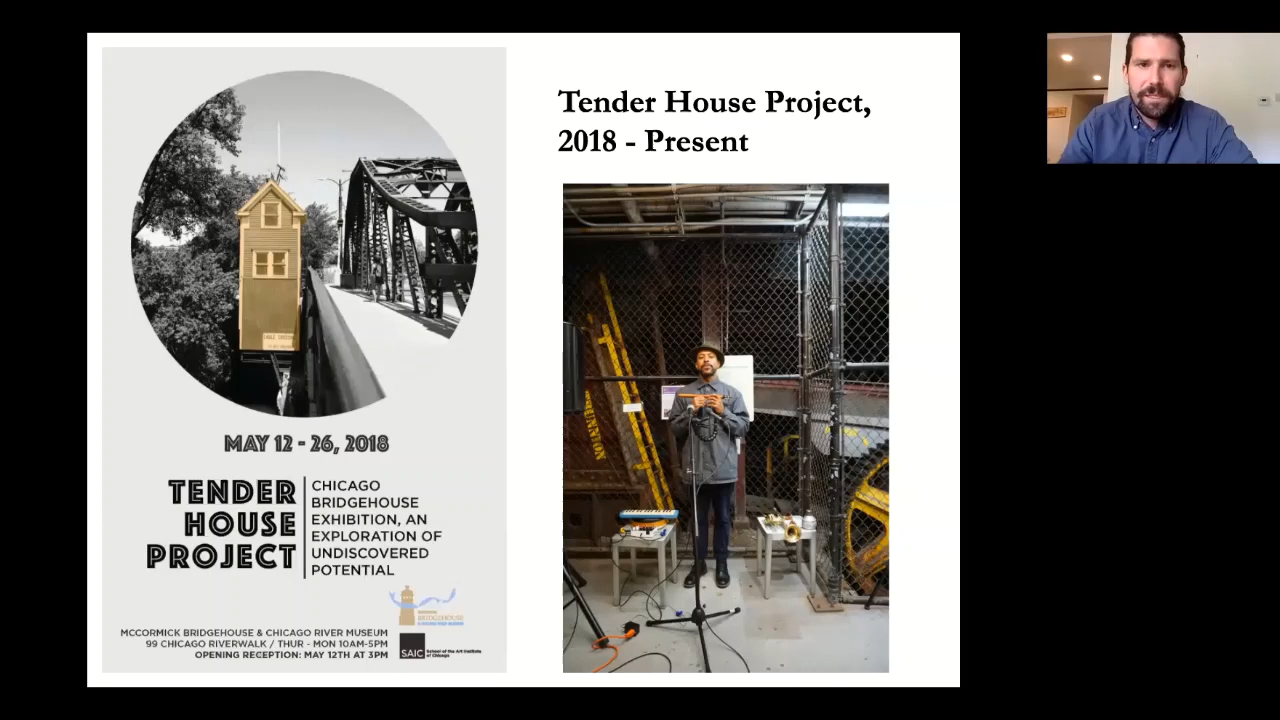 Tender House Project,
2018 - Present
MAY 12 - 26, 2018
TENDER
HOUSE
PROJECT
CHICAGO
BRIDGEHOUSE
EXHIBITION, AN
EXPLORATION OF
UNDISCOVERED
POTENTIAL
BRIDGEHOUSE
MCCORMICK BRIDGEHOUSE & CHICAGO RIVER MUSEUM
99 CHICAGO RIVERWALK / THUR - MON 10AM-5PM
OPENING RECEPTION: MAY 12TH AT 3PM
SAIC
School of the Art Institute
of Chicago
TRUNNION